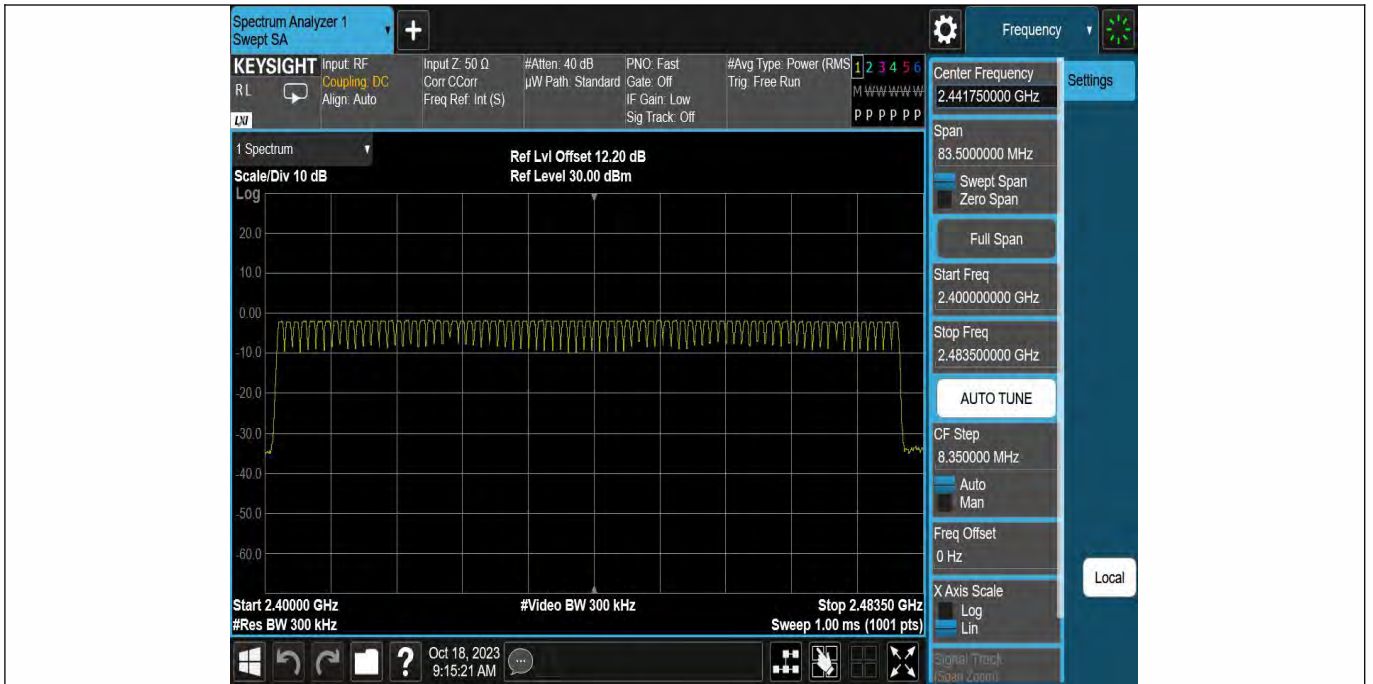 Spectrum Analyzer 1
Swept SA
+
Frequency
KEYSIGHT
RL
LXI
Input: RF
Coupling: DC
Align: Auto
Input Z: 50 Ω
Corr CCorr
Freq Ref: Int (S)
#Atten: 40 dB
µW Path: Standard
PNO: Fast
Gate: Off
IF Gain: Low
Sig Track: Off
#Avg Type: Power (RMS
Trig: Free Run
1 2 3 4 5 6
M W W W W W
P P P P P P
1 Spectrum
Scale/Div 10 dB
Log
Ref Lvl Offset 12.20 dB
Ref Level 30.00 dBm
20.0
10.0
0.00
-10.0
-20.0
-30.0
-40.0
-50.0
-60.0
Start 2.40000 GHz
#Res BW 300 kHz
#Video BW 300 kHz
Stop 2.48350 GHz
Sweep 1.00 ms (1001 pts)
?
Oct 18, 2023
9:15:21 AM
Center Frequency
2.441750000 GHz
Settings
Span
83.5000000 MHz
Swept Span
Zero Span
Full Span
Start Freq
2.400000000 GHz
Stop Freq
2.483500000 GHz
AUTO TUNE
CF Step
8.350000 MHz
Auto
Man
Freq Offset
0 Hz
X Axis Scale
Log
Lin
Signal Track
(Span Zoom)
Local